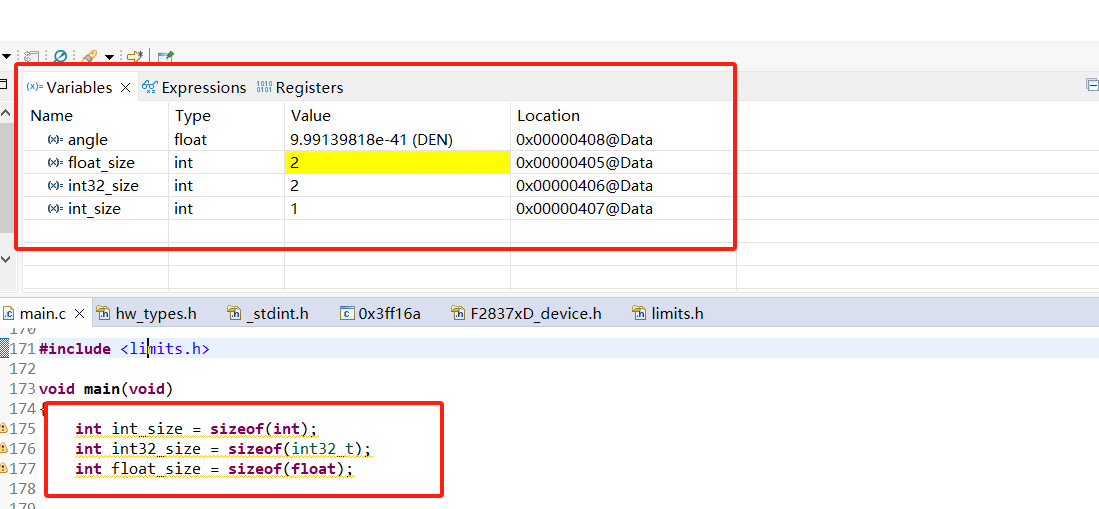 (x)= Variables Expressions 1010 0101 Registers
Name Type Value Location
(x)= angle float 9.99139818e-41 (DEN) 0x00000408@Data
(x)= float_size int 2 0x00000405@Data
(x)= int32_size int 2 0x00000406@Data
(x)= int_size int 1 0x00000407@Data
main.c hw_types.h _stdint.h 0x3ff16a F2837xD_device.h limits.h
170
171 #include <limits.h>
172
173 void main(void)
174 {
175 int int_size = sizeof(int);
176 int int32_size = sizeof(int32_t);
177 int float_size = sizeof(float);
178
179